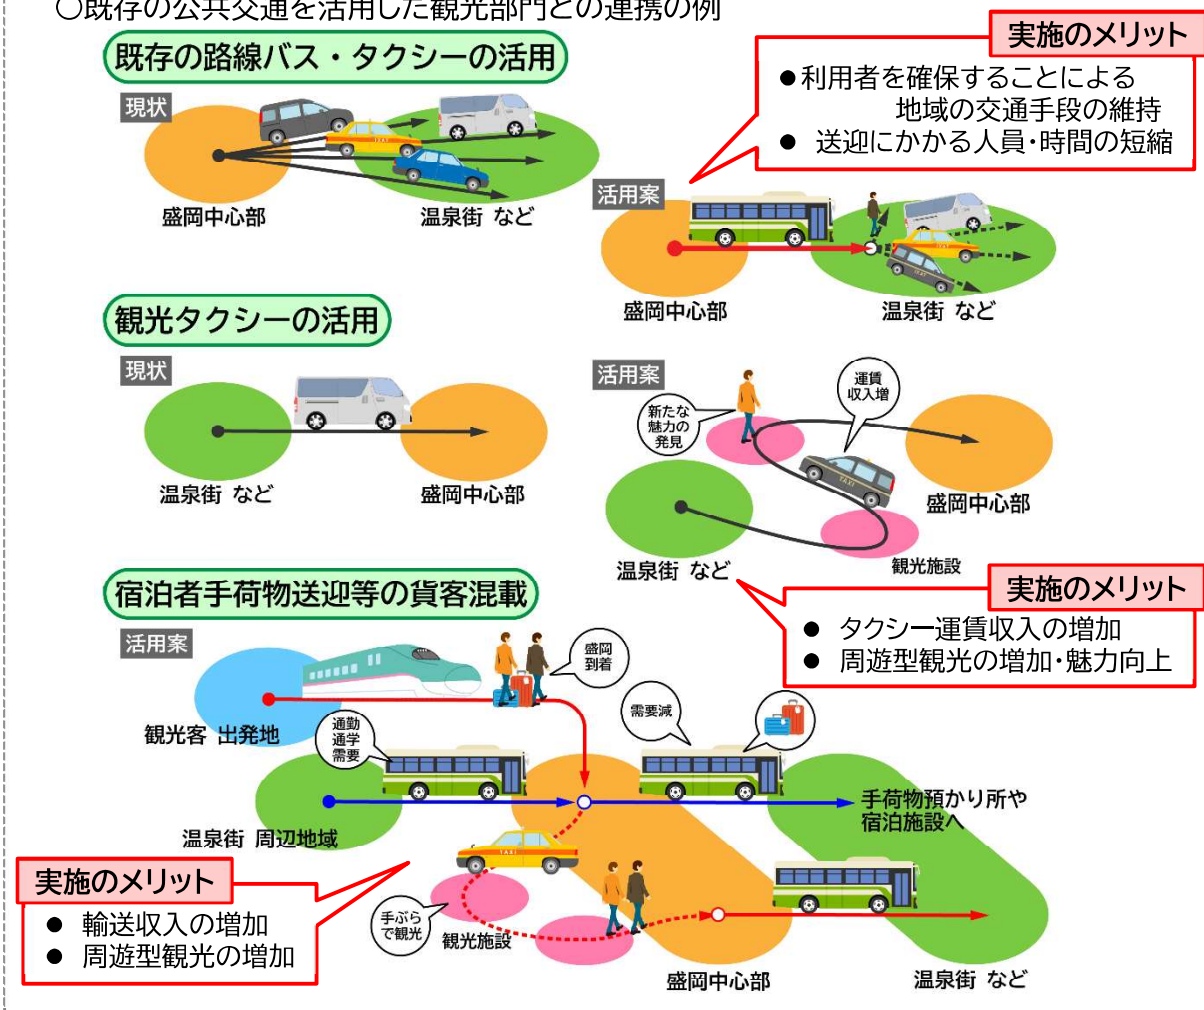 ○既存の公共交通を活用した観光部門との連携の例
既存の路線バス・タクシーの活用
現状
盛岡中心部
温泉街 など
実施のメリット
●利用者を確保することによる
地域の交通手段の維持
● 送迎にかかる人員・時間の短縮
活用案
盛岡中心部
温泉街 など
観光タクシーの活用
現状
温泉街 など
盛岡中心部
活用案
新たな
魅力の
発見
運賃
収入増
TAXI
盛岡中心部
温泉街 など
観光施設
実施のメリット
● タクシー運賃収入の増加
● 周遊型観光の増加・魅力向上
宿泊者手荷物送迎等の貨客混載
活用案
盛岡
到着
観光客 出発地
通勤
通学
需要
需要減
手荷物預かり所や
宿泊施設へ
温泉街 周辺地域
TAXI
手ぶら
で観光
観光施設
盛岡中心部
温泉街 など
実施のメリット
● 輸送収入の増加
● 周遊型観光の増加